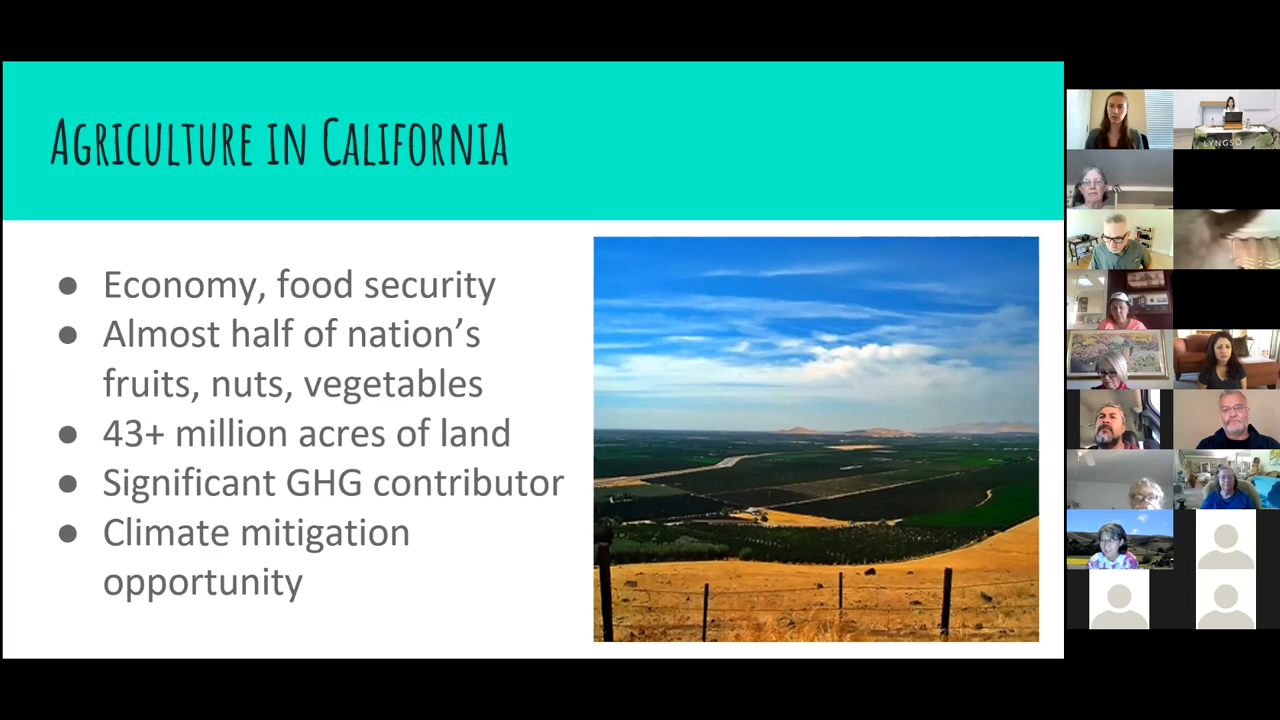 Agriculture in California
● Economy, food security
● Almost half of nation’s
fruits, nuts, vegetables
● 43+ million acres of land
● Significant GHG contributor
● Climate mitigation
opportunity
LYNGSO